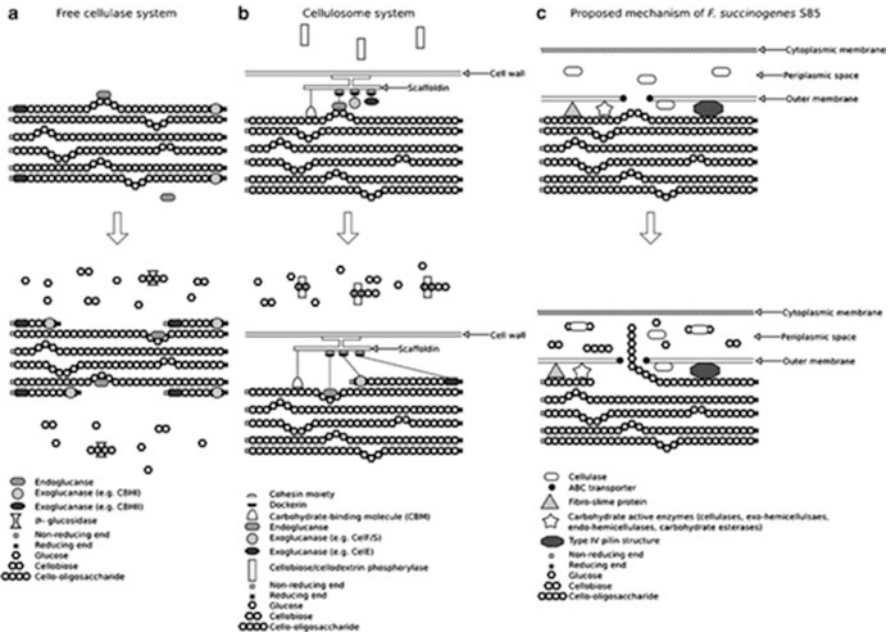 a Free cellulase system
b Cellulosome system
c Proposed mechanism of F. succinogenes S85
Cell wall
Scaffoldin
Cytoplasmic membrane
Periplasmic space
Outer membrane
Cell wall
Scaffoldin
Cytoplasmic membrane
Periplasmic space
Outer membrane
Endoglucanse
Exoglucanase (e.g. CBHI)
Exoglucanase (e.g. CBHII)
β- glucosidase
Non-reducing end
Reducing end
Glucose
Cellobiose
Cello-oligosaccharide
Cohesin moiety
Dockerin
Carbohydrate-binding molecule (CBM)
Endoglucanse
Exoglucanase (e.g. CelF/S)
Exoglucanase (e.g. CelE)
Cellobiose/cellodextrin phosphorylase
Non-reducing end
Reducing end
Glucose
Cellobiose
Cello-oligosaccharide
Cellulase
ABC transporter
Fibro-slime protein
Carbohydrate active enzymes (cellulases, exo-hemicellulsaes,
endo-hemicellulases, carbohydrate esterases)
Type IV pilin structure
Non-reducing end
Reducing end
Glucose
Cellobiose
Cello-oligosaccharide